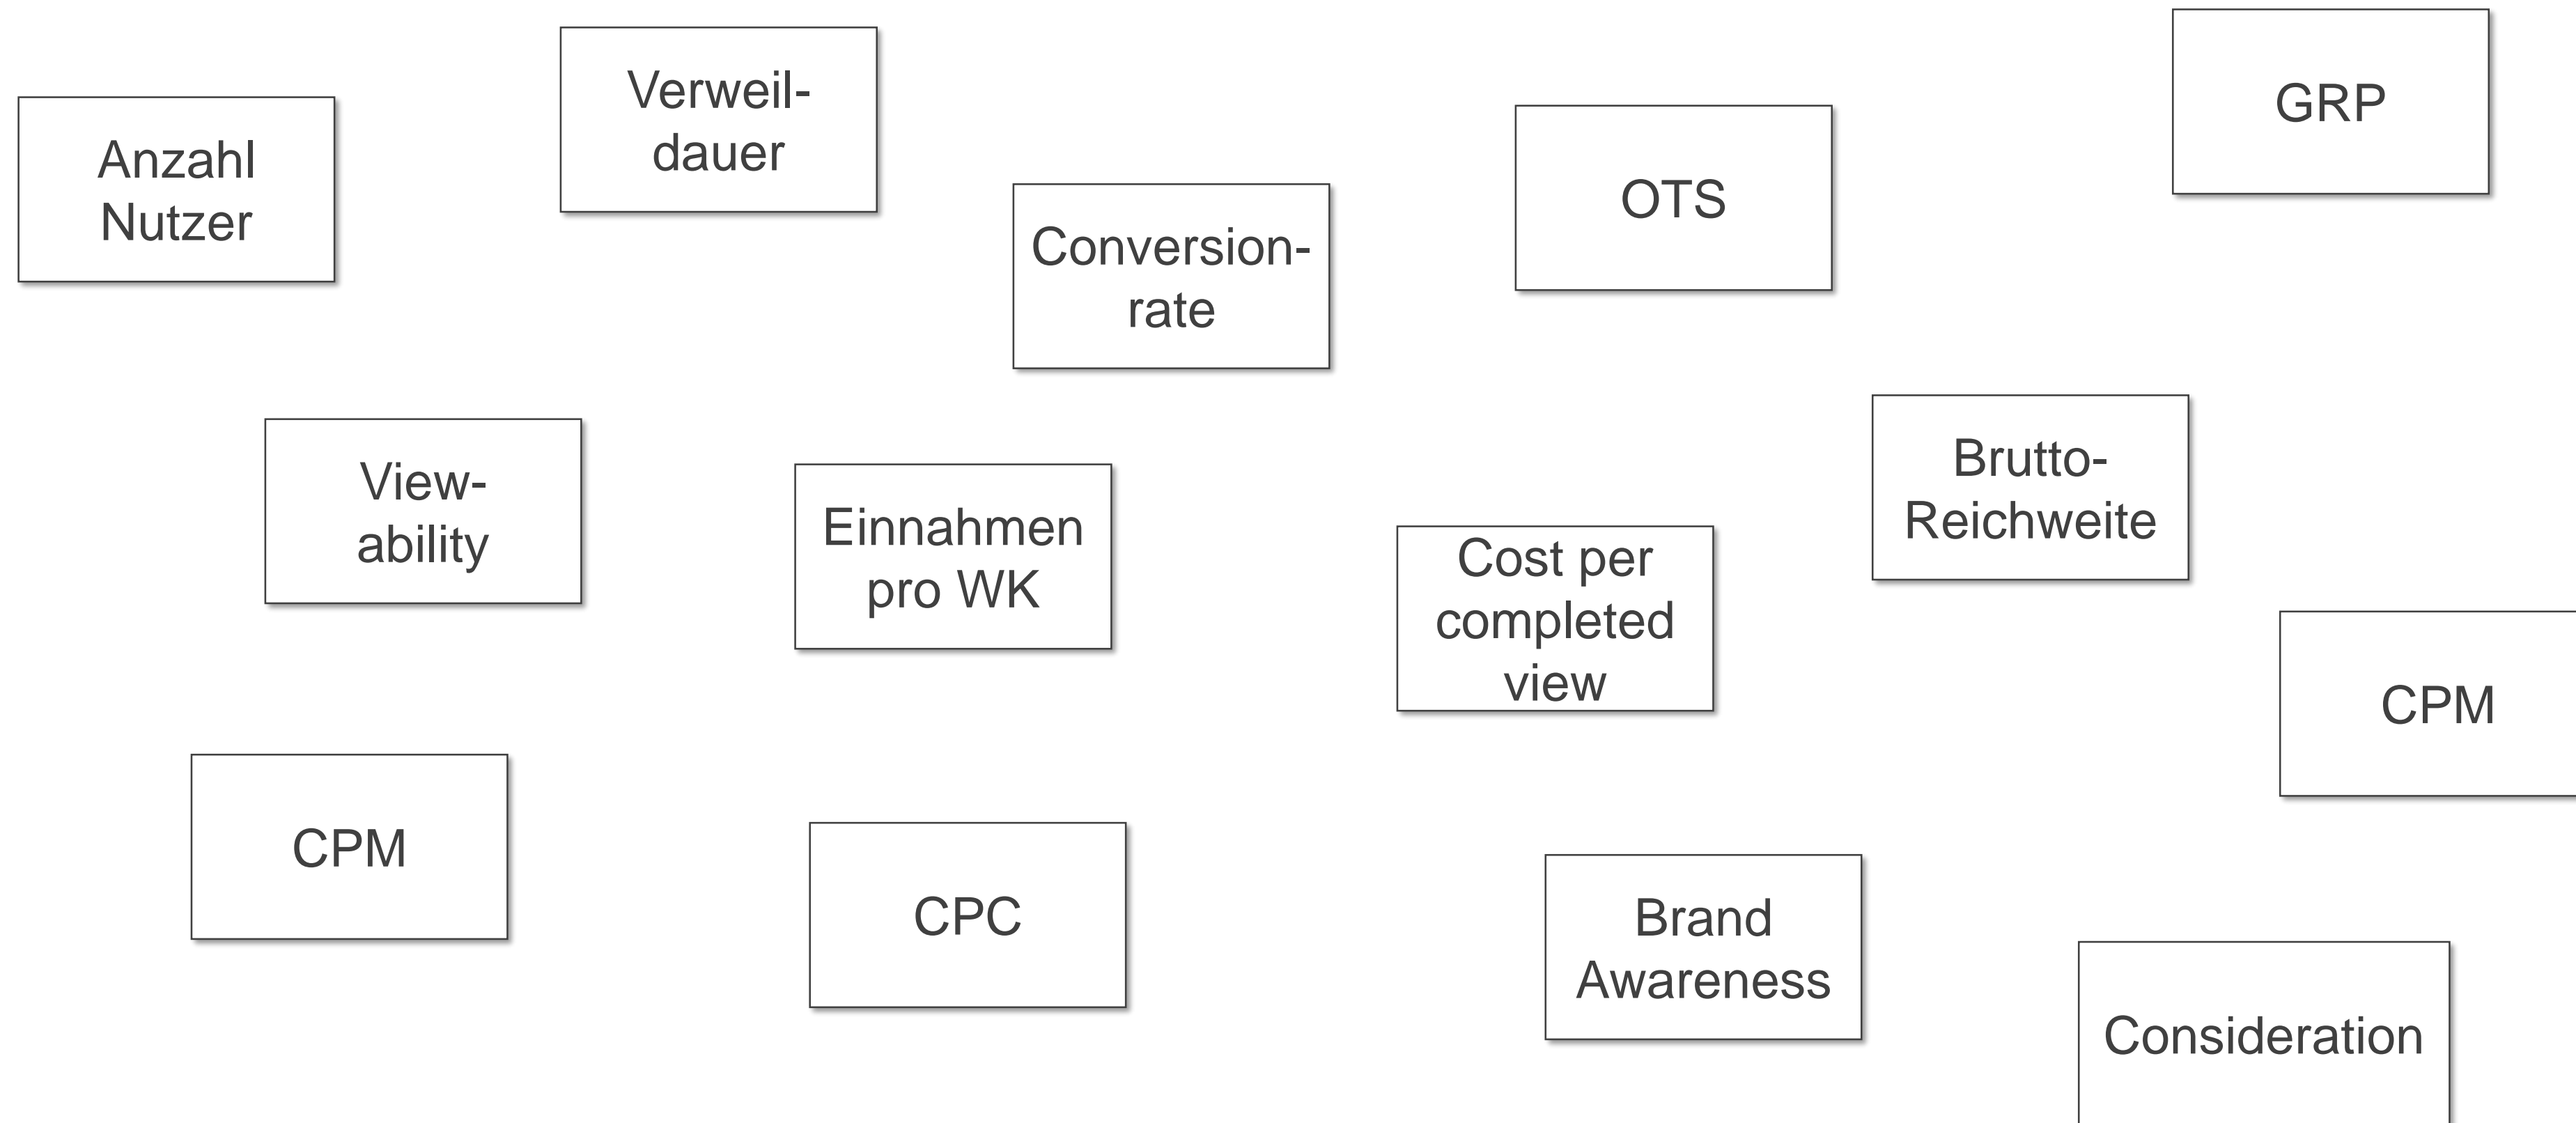 Anzahl
Nutzer
Verweil-
dauer
Conversion-
rate
OTS
GRP
View-
ability
Einnahmen
pro WK
Cost per
completed
view
Brutto-
Reichweite
CPM
CPM
CPC
Brand
Awareness
Consideration